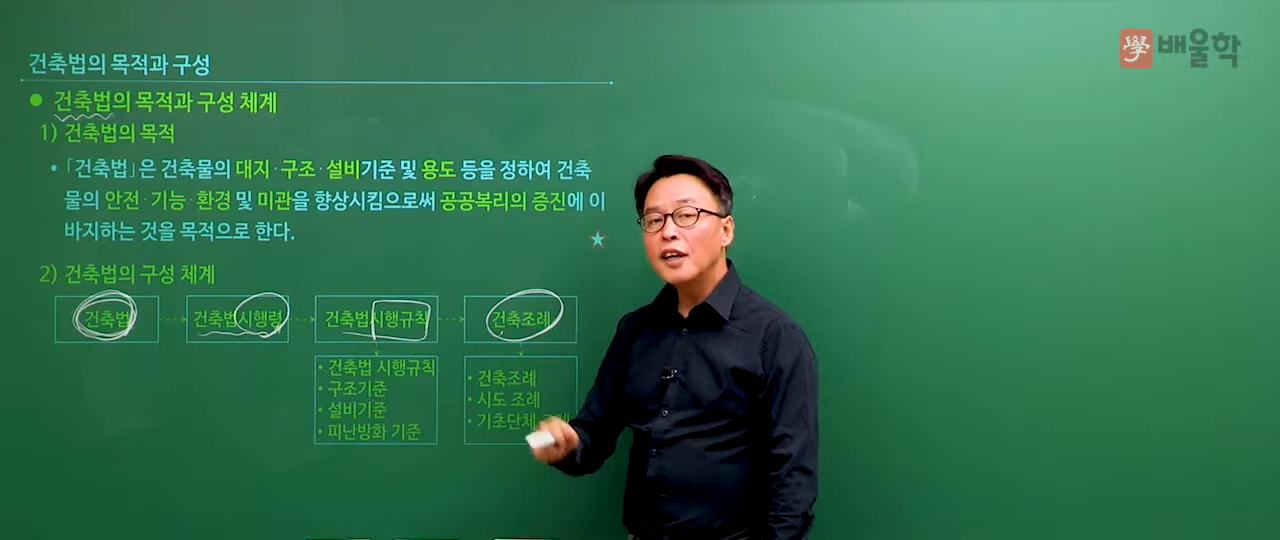 學 배울학
건축법의 목적과 구성
● 건축법의 목적과 구성 체계
1) 건축법의 목적
• 「건축법」은 건축물의 대지·구조·설비기준 및 용도 등을 정하여 건축
물의 안전·기능·환경 및 미관을 향상시킴으로써 공공복리의 증진에 이
바지하는 것을 목적으로 한다.
2) 건축법의 구성 체계
건축법 건축법시행령 건축법시행규칙 건축조례
• 건축법 시행규칙
• 구조기준
• 설비기준
• 피난방화 기준
• 건축조례
• 시도 조례
• 기초단체 조례